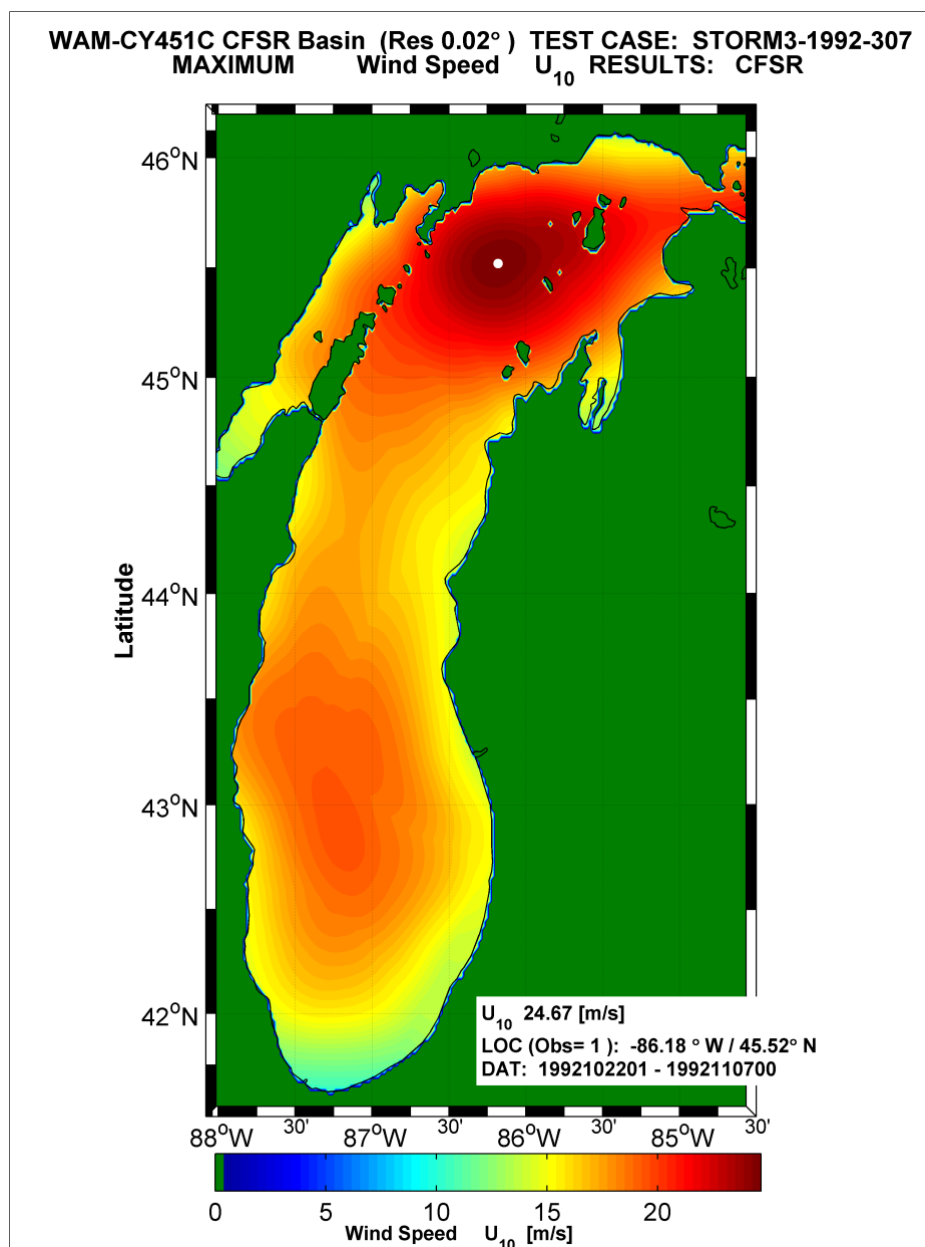 WAM-CY451C CFSR Basin (Res 0.02° ) TEST CASE: STORM3-1992-307
MAXIMUM Wind Speed U10 RESULTS: CFSR
46°N
45°N
44°N
43°N
42°N
Latitude
U10 24.67 [m/s]
LOC (Obs= 1 ): -86.18 ° W / 45.52° N
DAT: 1992102201 - 1992110700
88°W 30' 87°W 30' 86°W 30' 85°W 30'
0 5 10 15 20
Wind Speed U10 [m/s]